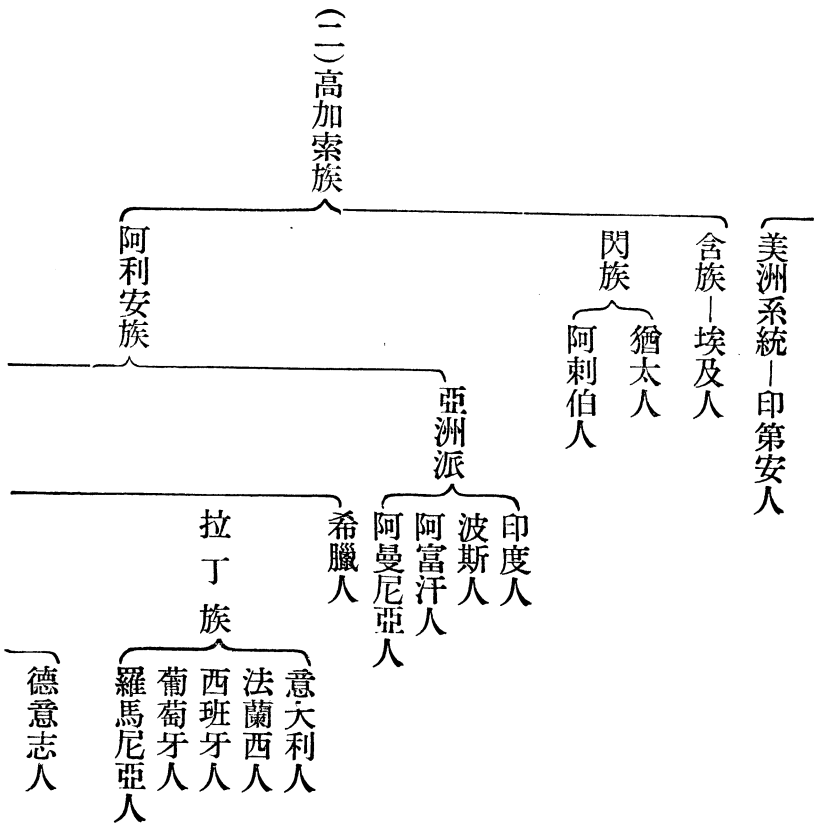 美洲系統－印第安人
（二）高加索族
含族－埃及人
閃族
猶太人
阿剌伯人
阿利安族
亞洲派
印度人
波斯人
阿富汗人
阿曼尼亞人
希臘人
拉丁族
意大利人
法蘭西人
西班牙人
葡萄牙人
羅馬尼亞人
德意志人